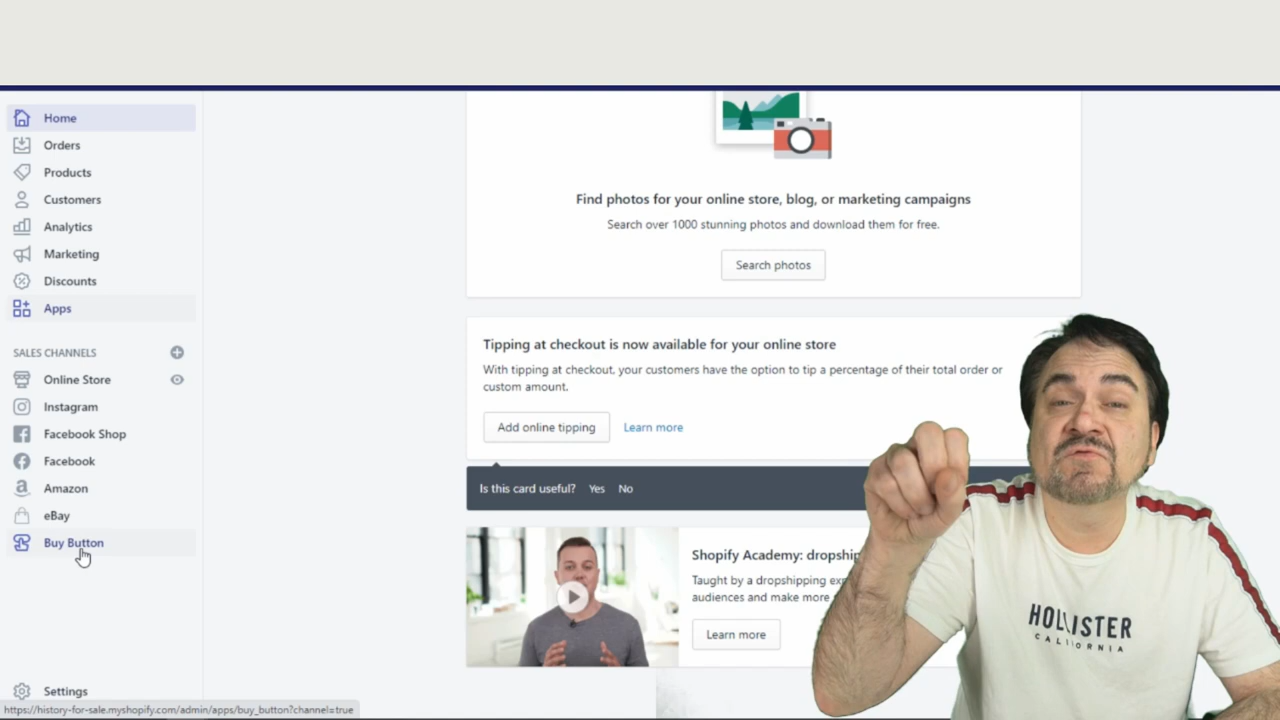 Home
Orders
Products
Customers
Analytics
Marketing
Discounts
Apps
SALES CHANNELS
Online Store
Instagram
Facebook Shop
Facebook
Amazon
eBay
Buy Button
Settings
https://history-for-sale.myshopify.com/admin/apps/buy_button?channel=true
Find photos for your online store, blog, or marketing campaigns
Search over 1000 stunning photos and download them for free.
Search photos
Tipping at checkout is now available for your online store
With tipping at checkout, your customers have the option to tip a percentage of their total order or
custom amount.
Add online tipping Learn more
Is this card useful? Yes No
Shopify Academy:
Taught by a dropshipping
audiences and make more
Learn more
HOLLISTER
CALIFORNIA